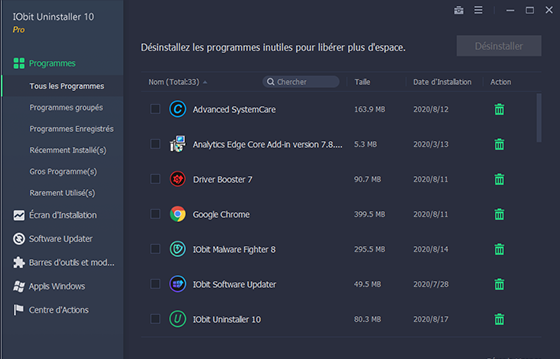 IObit Uninstaller 10
Pro
Programmes
Tous les Programmes
Programmes groupés
Programmes Enregistrés
Récemment Installé(s)
Gros Programme(s)
Rarement Utilisé(s)
Écran d'Installation
Software Updater
Barres d'outils et mod...
Applis Windows
Centre d'Actions
Désinstallez les programmes inutiles pour libérer plus d'espace.
Désinstaller
Nom (Total:33) Chercher Taille Date d'Installation Action
Advanced SystemCare 163.9 MB 2020/8/12
Analytics Edge Core Add-in version 7.8.... 5.3 MB 2020/3/13
Driver Booster 7 90.7 MB 2020/8/11
Google Chrome 399.5 MB 2020/8/11
IObit Malware Fighter 8 295.5 MB 2020/8/14
IObit Software Updater 49.5 MB 2020/7/28
IObit Uninstaller 10 80.3 MB 2020/8/17